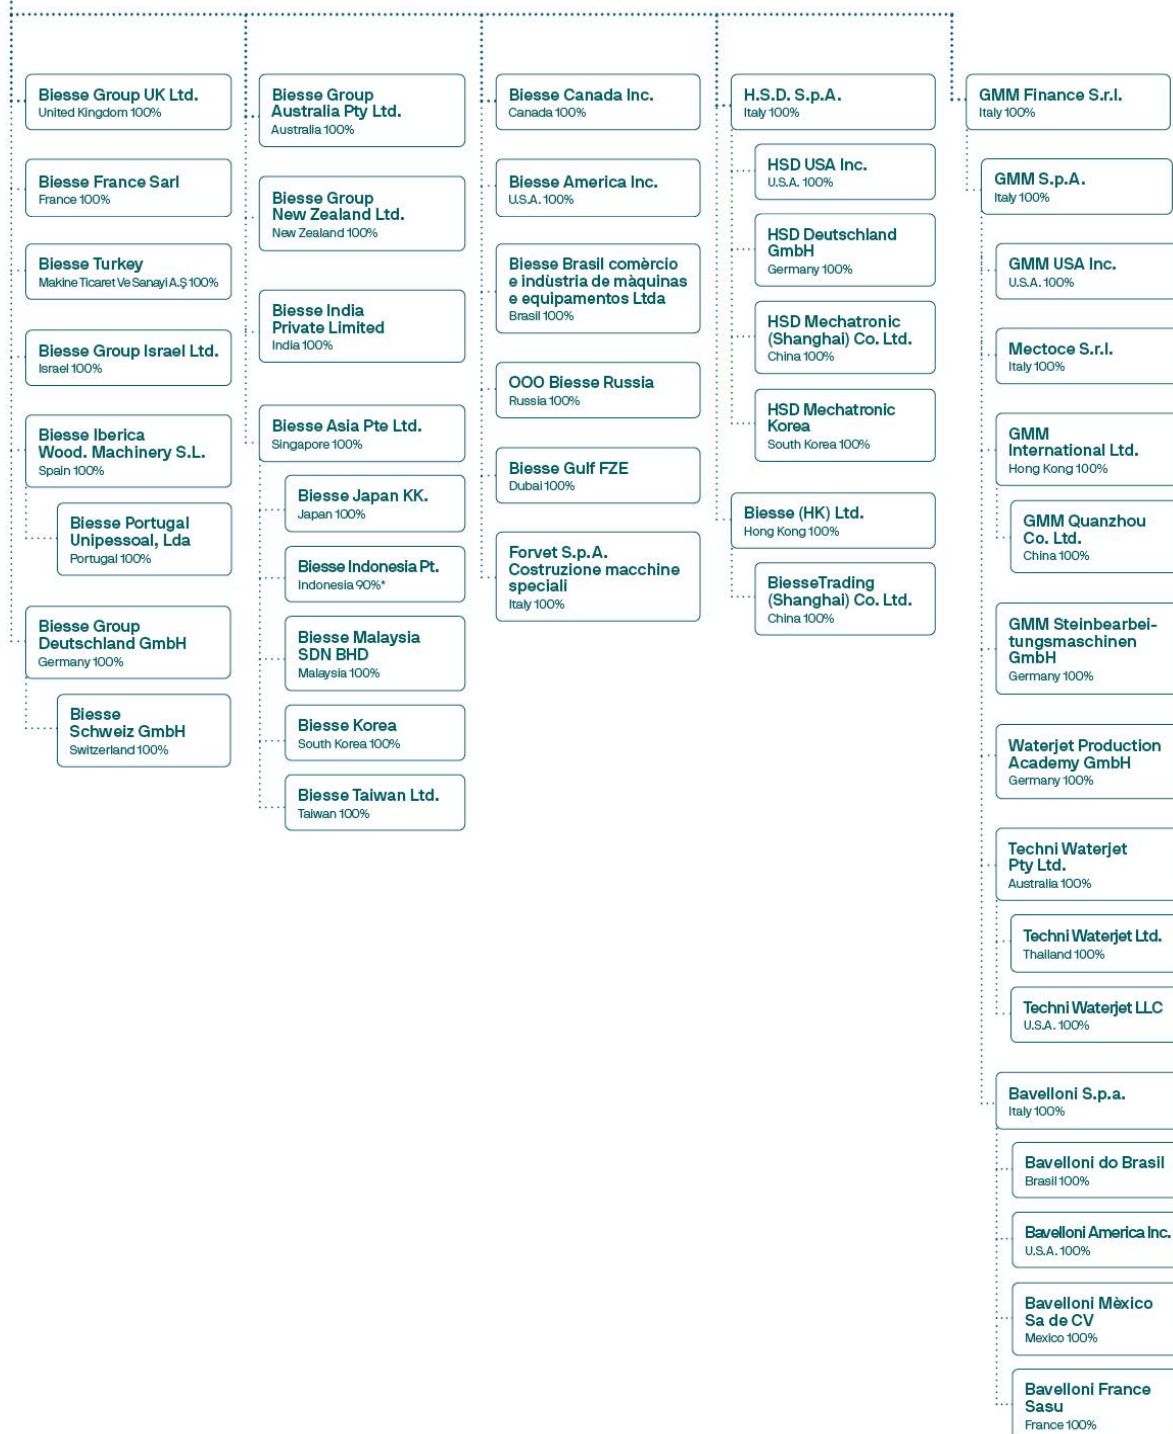 Biesse Group UK Ltd.
United Kingdom 100%
Biesse France Sarl
France 100%
Biesse Turkey
Makine Ticaret Ve Sanayi A.Ş 100%
Biesse Group Israel Ltd.
Israel 100%
Biesse Iberica
Wood. Machinery S.L.
Spain 100%
Biesse Portugal
Unipessoal, Lda
Portugal 100%
Biesse Group
Deutschland GmbH
Germany 100%
Biesse
Schweiz GmbH
Switzerland 100%
Biesse Group
Australia Pty Ltd.
Australia 100%
Biesse Group
New Zealand Ltd.
New Zealand 100%
Biesse India
Private Limited
India 100%
Biesse Asia Pte Ltd.
Singapore 100%
Biesse Japan KK.
Japan 100%
Biesse Indonesia Pt.
Indonesia 90%*
Biesse Malaysia
SDN BHD
Malaysia 100%
Biesse Korea
South Korea 100%
Biesse Taiwan Ltd.
Taiwan 100%
Biesse Canada Inc.
Canada 100%
Biesse America Inc.
U.S.A. 100%
Biesse Brasil comèrcio
e indùstria de màquinas
e equipamentos Ltda
Brasil 100%
OOO Biesse Russia
Russia 100%
Biesse Gulf FZE
Dubai 100%
Forvet S.p.A.
Costruzione macchine
speciali
Italy 100%
H.S.D. S.p.A.
Italy 100%
HSD USA Inc.
U.S.A. 100%
HSD Deutschland
GmbH
Germany 100%
HSD Mechatronic
(Shanghai) Co. Ltd.
China 100%
HSD Mechatronic
Korea
South Korea 100%
Biesse (HK) Ltd.
Hong Kong 100%
BiesseTrading
(Shanghai) Co. Ltd.
China 100%
GMM Finance S.r.l.
Italy 100%
GMM S.p.A.
Italy 100%
GMM USA Inc.
U.S.A. 100%
Mectoce S.r.l.
Italy 100%
GMM
International Ltd.
Hong Kong 100%
GMM Quanzhou
Co. Ltd.
China 100%
GMM Steinbearbei-
tungsmaschinen
GmbH
Germany 100%
Waterjet Production
Academy GmbH
Germany 100%
Techni Waterjet
Pty Ltd.
Australia 100%
Techni Waterjet Ltd.
Thailand 100%
Techni Waterjet LLC
U.S.A. 100%
Bavelloni S.p.a.
Italy 100%
Bavelloni do Brasil
Brasil 100%
Bavelloni America Inc.
U.S.A. 100%
Bavelloni Mèxico
Sa de CV
Mexico 100%
Bavelloni France
Sasu
France 100%